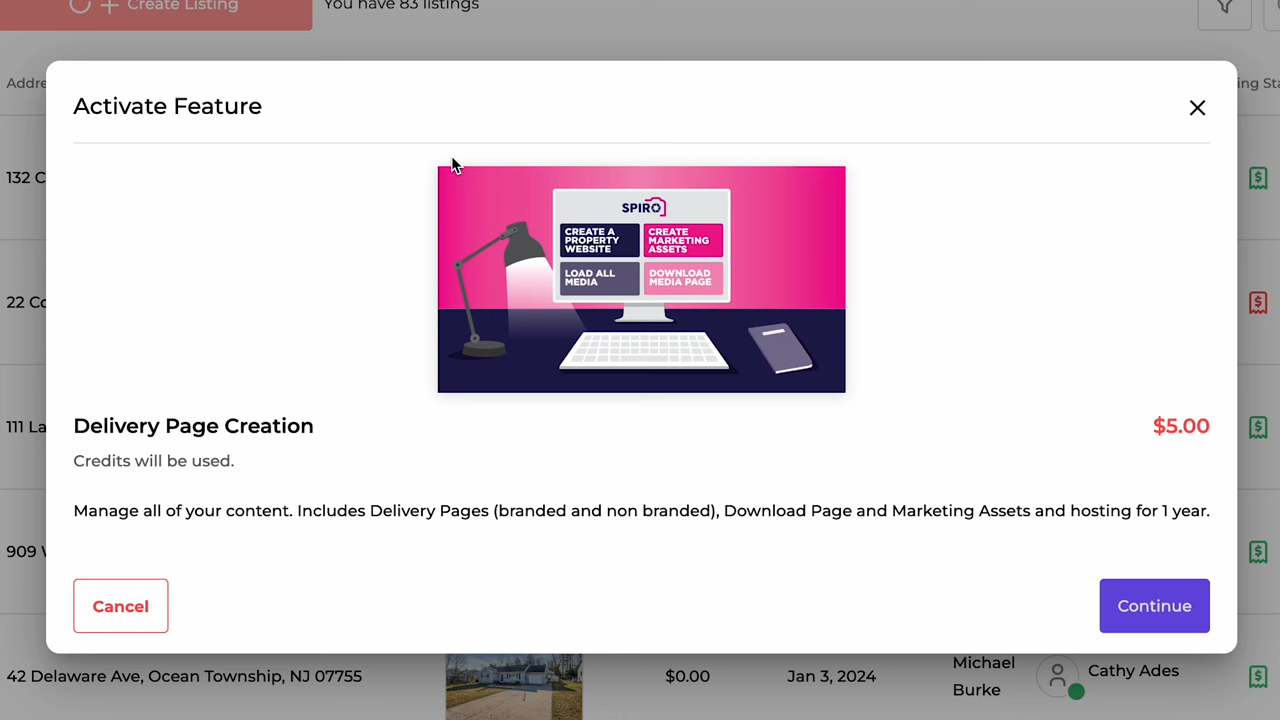 Create Listing
You have 83 listings
Addre
ing Sta
Activate Feature
132 C
SPIRO
CREATE A
PROPERTY
WEBSITE
CREATE
MARKETING
ASSETS
LOAD ALL
MEDIA
DOWNLOAD
MEDIA PAGE
22 Co
111 La
Delivery Page Creation
$5.00
Credits will be used.
Manage all of your content. Includes Delivery Pages (branded and non branded), Download Page and Marketing Assets and hosting for 1 year.
909 W
Cancel
Continue
42 Delaware Ave, Ocean Township, NJ 07755
$0.00
Jan 3, 2024
Michael
Burke
Cathy Ades